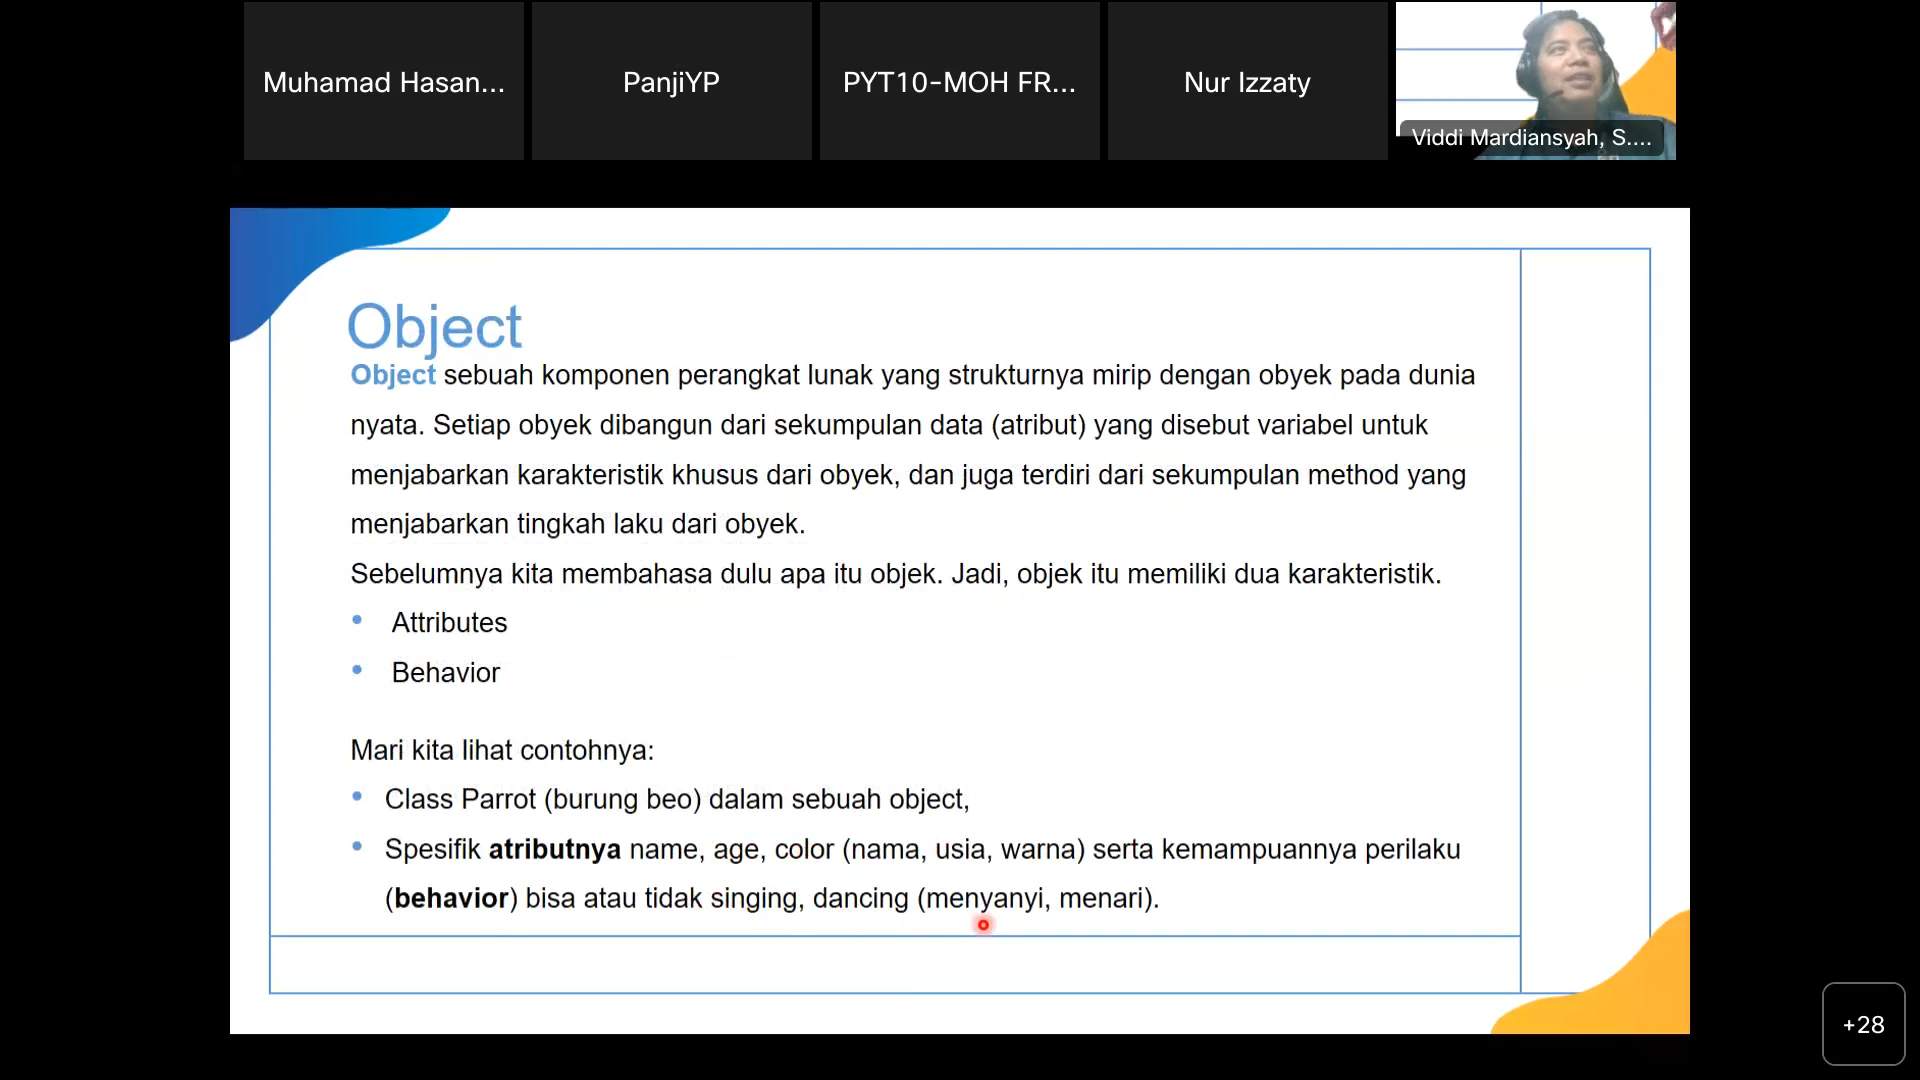 Muhamad Hasan...
PanjiYP
PYT10-MOH FR...
Nur Izzaty
Viddi Mardiansyah, S....
Object
Object sebuah komponen perangkat lunak yang strukturnya mirip dengan obyek pada dunia
nyata. Setiap obyek dibangun dari sekumpulan data (atribut) yang disebut variabel untuk
menjabarkan karakteristik khusus dari obyek, dan juga terdiri dari sekumpulan method yang
menjabarkan tingkah laku dari obyek.
Sebelumnya kita membahasa dulu apa itu objek. Jadi, objek itu memiliki dua karakteristik.
• Attributes
• Behavior
Mari kita lihat contohnya:
• Class Parrot (burung beo) dalam sebuah object,
• Spesifik atributnya name, age, color (nama, usia, warna) serta kemampuannya perilaku
(behavior) bisa atau tidak singing, dancing (menyanyi, menari).
+28